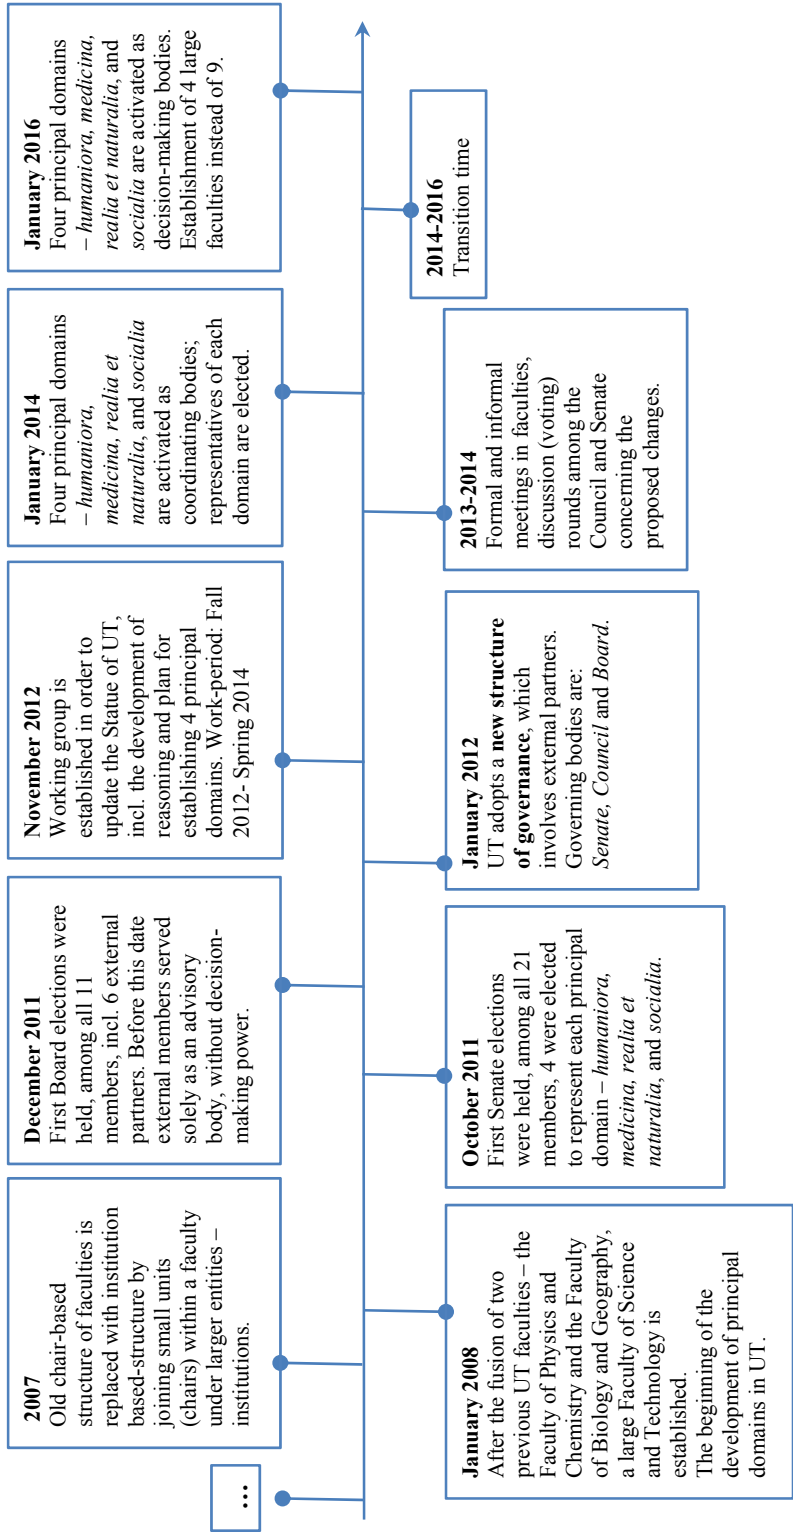 ...
2007
Old chair-based
structure of faculties is
replaced with institution
based-structure by
joining small units
(chairs) within a faculty
under larger entities –
institutions.
January 2008
After the fusion of two
previous UT faculties – the
Faculty of Physics and
Chemistry and the Faculty
of Biology and Geography,
a large Faculty of Science
and Technology is
established.
The beginning of the
development of principal
domains in UT.
October 2011
First Senate elections
were held, among all 21
members, 4 were elected
to represent each principal
domain – humaniora,
medicina, realia et
naturalia, and socialia.
December 2011
First Board elections were
held, among all 11
members, incl. 6 external
partners. Before this date
external members served
solely as an advisory
body, without decision-
making power.
January 2012
UT adopts a new structure
of governance, which
involves external partners.
Governing bodies are:
Senate, Council and Board.
November 2012
Working group is
established in order to
update the Statue of UT,
incl. the development of
reasoning and plan for
establishing 4 principal
domains. Work-period: Fall
2012- Spring 2014
2013-2014
Formal and informal
meetings in faculties,
discussion (voting)
rounds among the
Council and Senate
concerning the
proposed changes.
January 2014
Four principal domains
– humaniora,
medicina, realia et
naturalia, and socialia
are activated as
coordinating bodies;
representatives of each
domain are elected.
2014-2016
Transition time
January 2016
Four principal domains
– humaniora, medicina,
realia et naturalia, and
socialia are activated as
decision-making bodies.
Establishment of 4 large
faculties instead of 9.